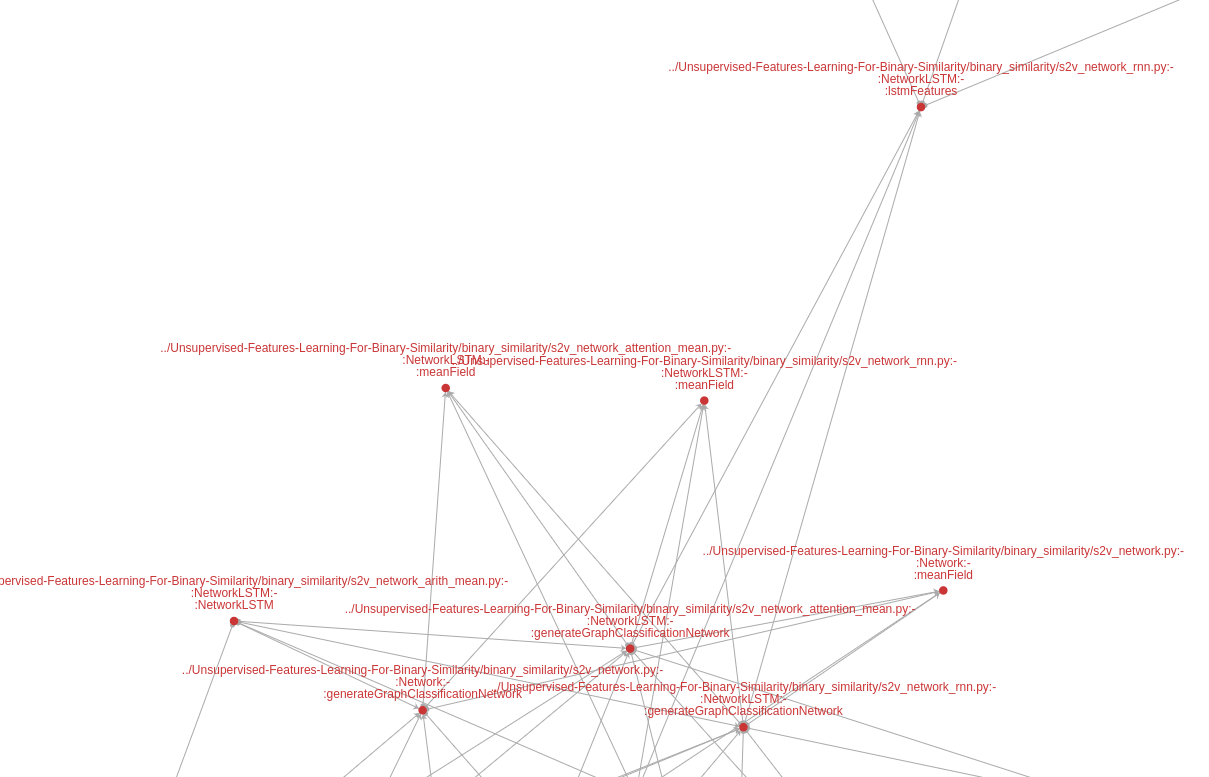 ../Unsupervised-Features-Learning-For-Binary-Similarity/binary_similarity/s2v_network_rnn.py:-
:NetworkLSTM:-
:lstmFeatures
../Unsupervised-Features-Learning-For-Binary-Similarity/binary_similarity/s2v_network_attention_mean.py:-
:NetworkLSTM:-
:meanField
../Unsupervised-Features-Learning-For-Binary-Similarity/binary_similarity/s2v_network_rnn.py:-
:NetworkLSTM:-
:meanField
../Unsupervised-Features-Learning-For-Binary-Similarity/binary_similarity/s2v_network.py:-
:Network:-
:meanField
pervised-Features-Learning-For-Binary-Similarity/binary_similarity/s2v_network_arith_mean.py:-
:NetworkLSTM:-
:NetworkLSTM
../Unsupervised-Features-Learning-For-Binary-Similarity/binary_similarity/s2v_network_attention_mean.py:-
:NetworkLSTM:-
:generateGraphClassificationNetwork
../Unsupervised-Features-Learning-For-Binary-Similarity/binary_similarity/s2v_network.py:-
:Network:-
:generateGraphClassificationNetwork
../Unsupervised-Features-Learning-For-Binary-Similarity/binary_similarity/s2v_network_rnn.py:-
:NetworkLSTM:-
:generateGraphClassificationNetwork